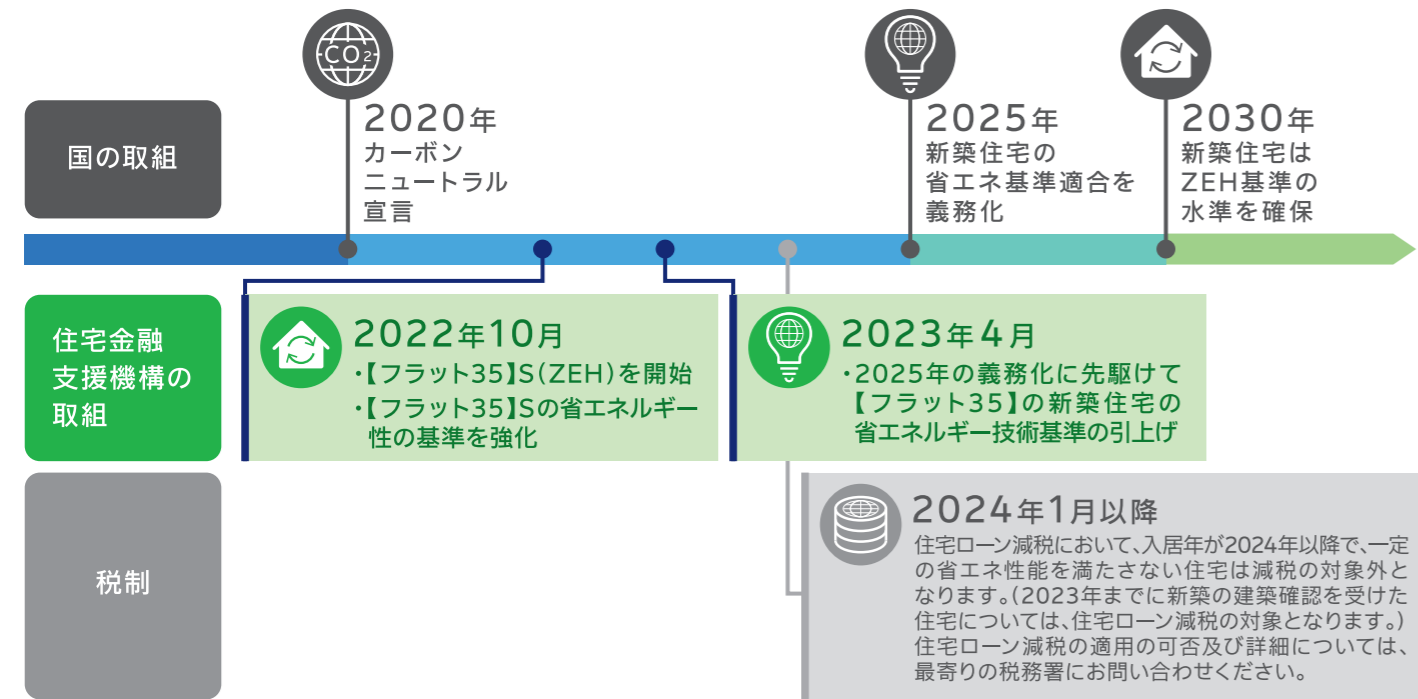 国の取組
CO2
2020年
カーボン
ニュートラル
宣言
2025年
新築住宅の
省エネ基準適合を
義務化
2030年
新築住宅は
ZEH基準の
水準を確保
住宅金融
支援機構の
取組
2022年10月
・【フラット35】S(ZEH)を開始
・【フラット35】Sの省エネルギー
性の基準を強化
2023年4月
・2025年の義務化に先駆けて
【フラット35】の新築住宅の
省エネルギー技術基準の引上げ
税制
2024年1月以降
住宅ローン減税において、入居年が2024年以降で、一定
の省エネ性能を満たさない住宅は減税の対象外と
なります。(2023年までに新築の建築確認を受けた
住宅については、住宅ローン減税の対象となります。)
住宅ローン減税の適用の可否及び詳細については、
最寄りの税務署にお問い合わせください。